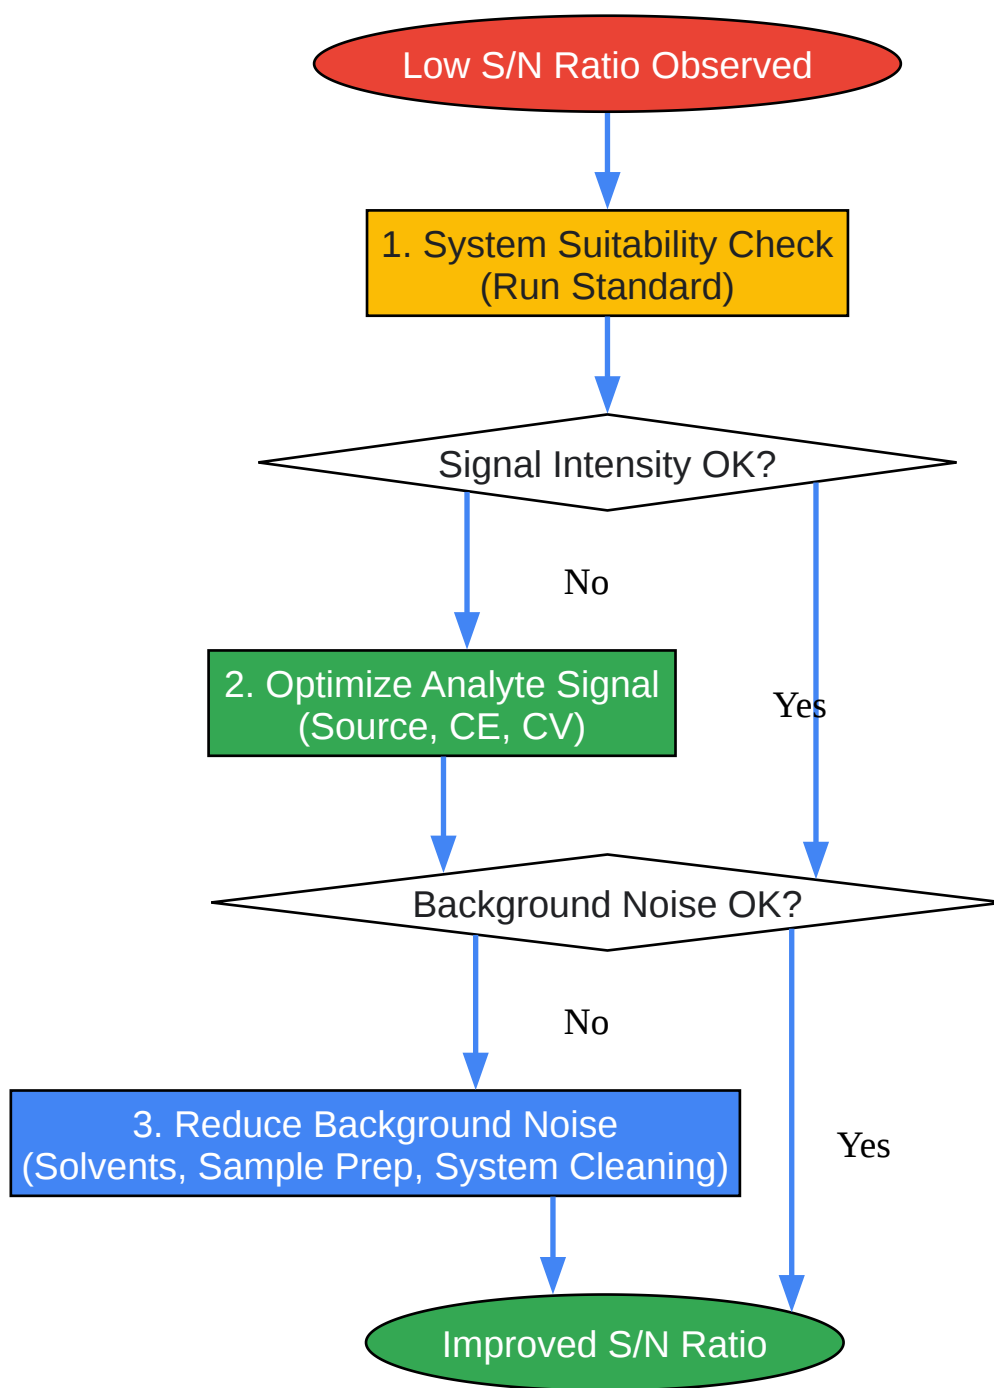 Low S/N Ratio Observed
1. System Suitability Check
(Run Standard)
Signal Intensity OK?
No
2. Optimize Analyte Signal
(Source, CE, CV)
Yes
Background Noise OK?
No
3. Reduce Background Noise
(Solvents, Sample Prep, System Cleaning)
Yes
Improved S/N Ratio